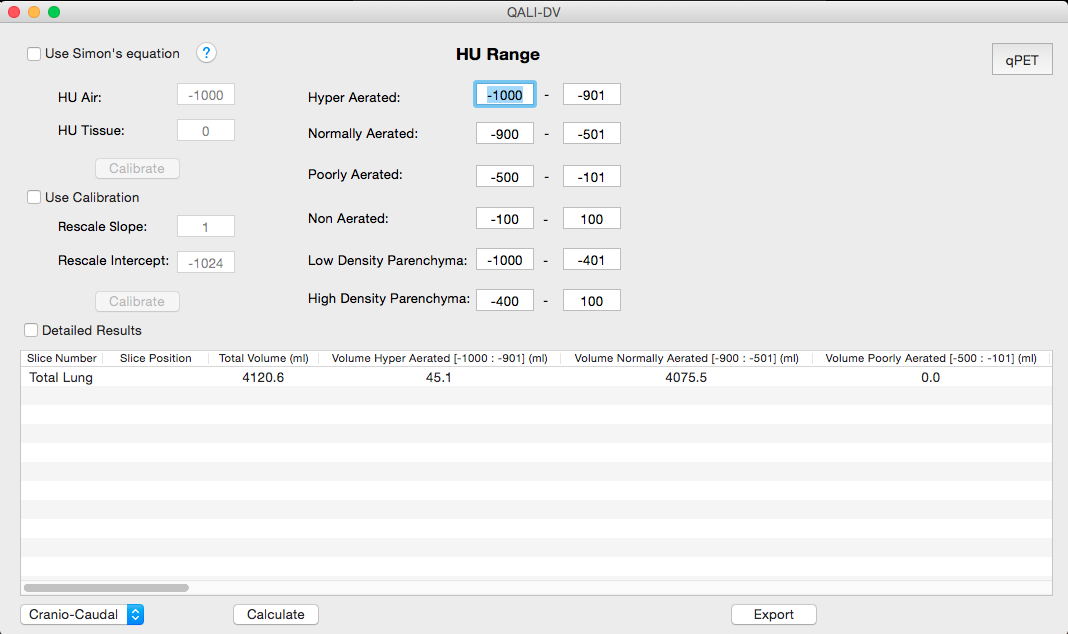 QALI-DV
Use Simon's equation ?
HU Range
qPET
HU Air: -1000
Hyper Aerated: -1000 - -901
HU Tissue: 0
Normally Aerated: -900 - -501
Calibrate
Poorly Aerated: -500 - -101
Use Calibration
Rescale Slope: 1
Non Aerated: -100 - 100
Rescale Intercept: -1024
Low Density Parenchyma: -1000 - -401
Calibrate
High Density Parenchyma: -400 - 100
Detailed Results
Slice Number Slice Position Total Volume (ml) Volume Hyper Aerated [-1000 : -901] (ml) Volume Normally Aerated [-900 : -501] (ml) Volume Poorly Aerated [-500 : -101] (ml)
Total Lung 4120.6 45.1 4075.5 0.0
Cranio-Caudal Calculate Export